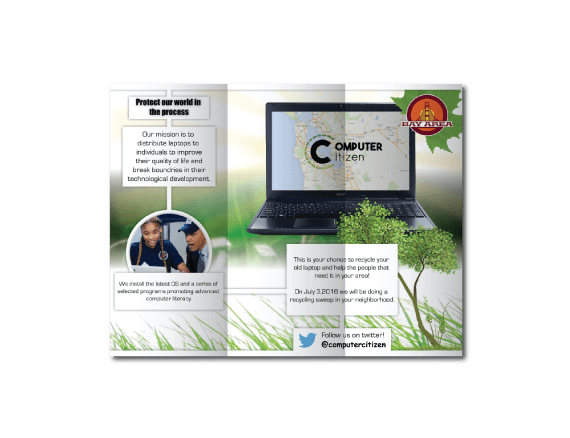 Protect our world in
the process
Our mission is to
distribute laptops to
individuals to improve
their quality of life and
break boundries in their
technological development.
We install the latest OS and a series of
selected programs promoting advanced
computer literacy.
COMPUTER
Citizen
BAY AREA
This is your chance to recycle your
old laptop and help the people that
need it in your area!
On July 3,2016 we will be doing a
recycling sweep in your neighborhood.
Follow us on twitter!
@computercitizen